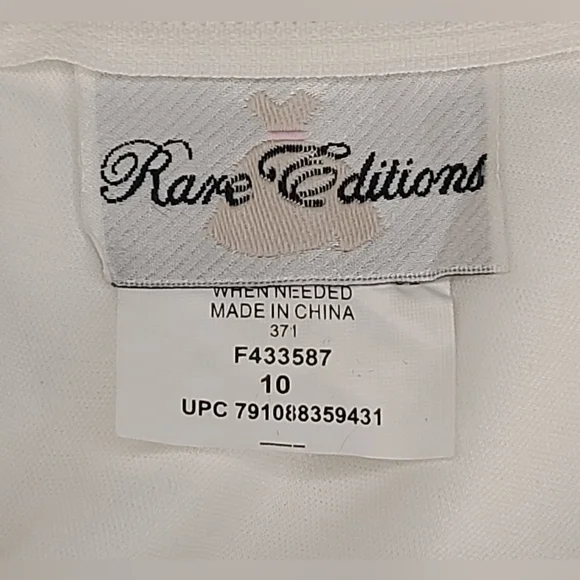 Rare Editions
WHEN NEEDED
MADE IN CHINA
371
F433587
10
UPC 791088359431